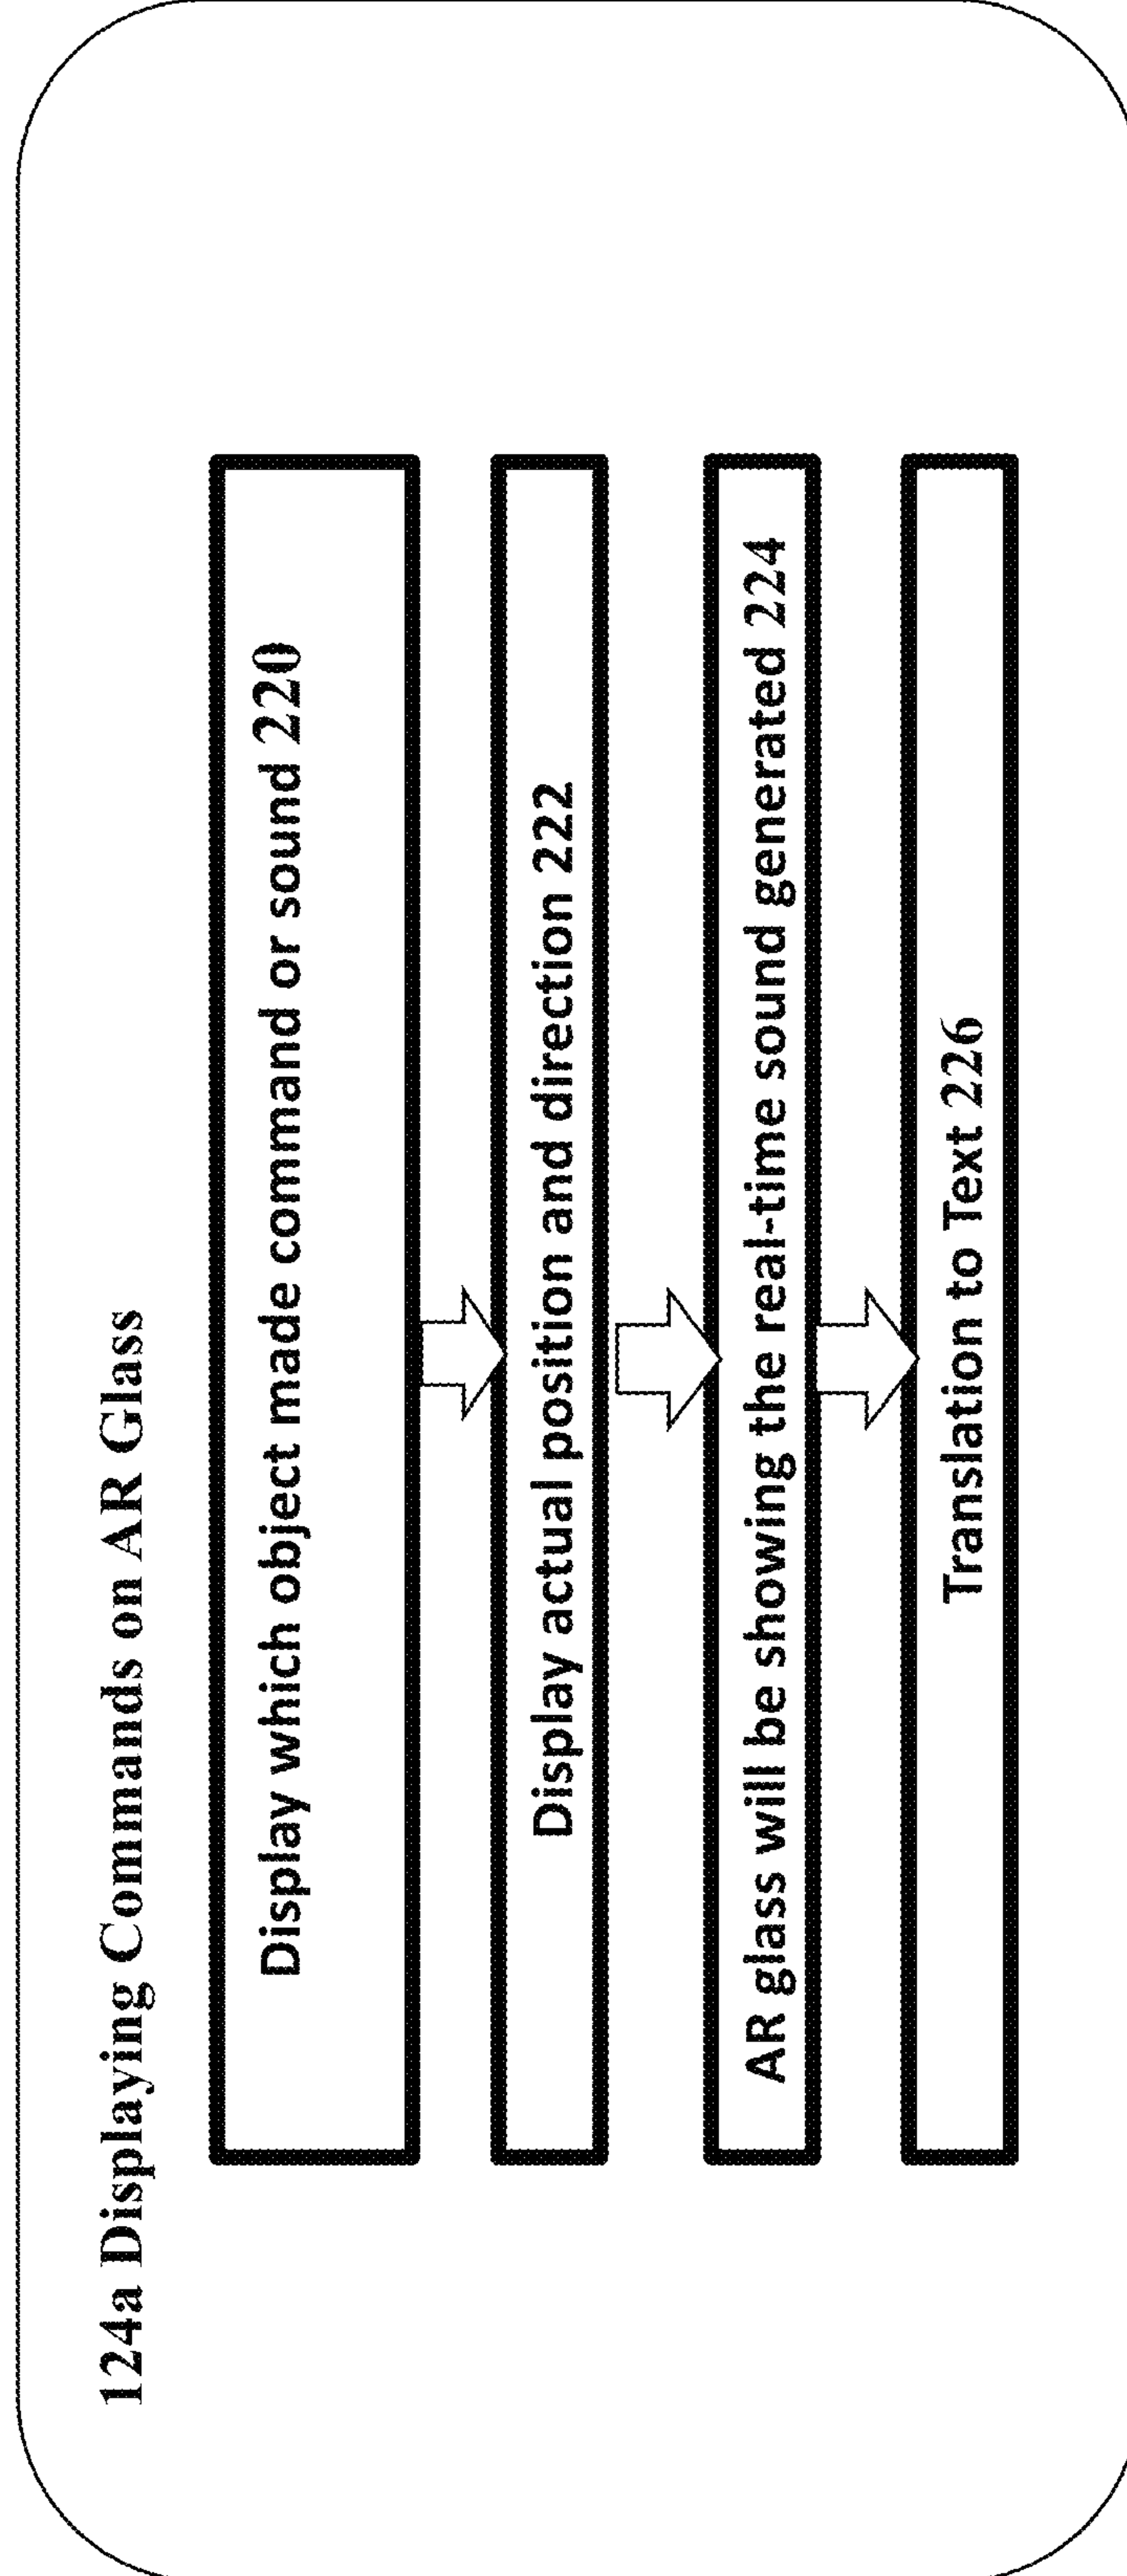 124a Displaying Commands on AR Glass
Display which object made command or sound 220
Display actual position and direction 222
AR glass will be showing the real-time sound generated 224
Translation to Text 226